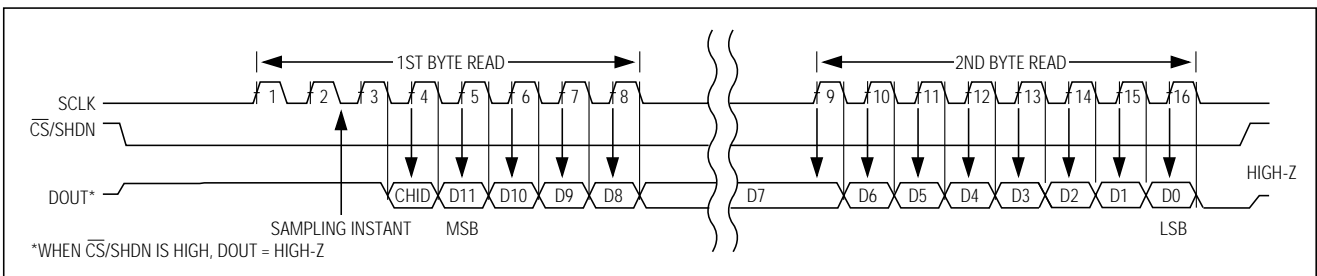 1ST BYTE READ 2ND BYTE READ
SCLK 1 2 3 4 5 6 7 8 9 10 11 12 13 14 15 16
C̅S̅/SHDN
HIGH-Z
DOUT* CHID D11 D10 D9 D8 D7 D6 D5 D4 D3 D2 D1 D0
SAMPLING INSTANT MSB LSB
*WHEN C̅S̅/SHDN IS HIGH, DOUT = HIGH-Z